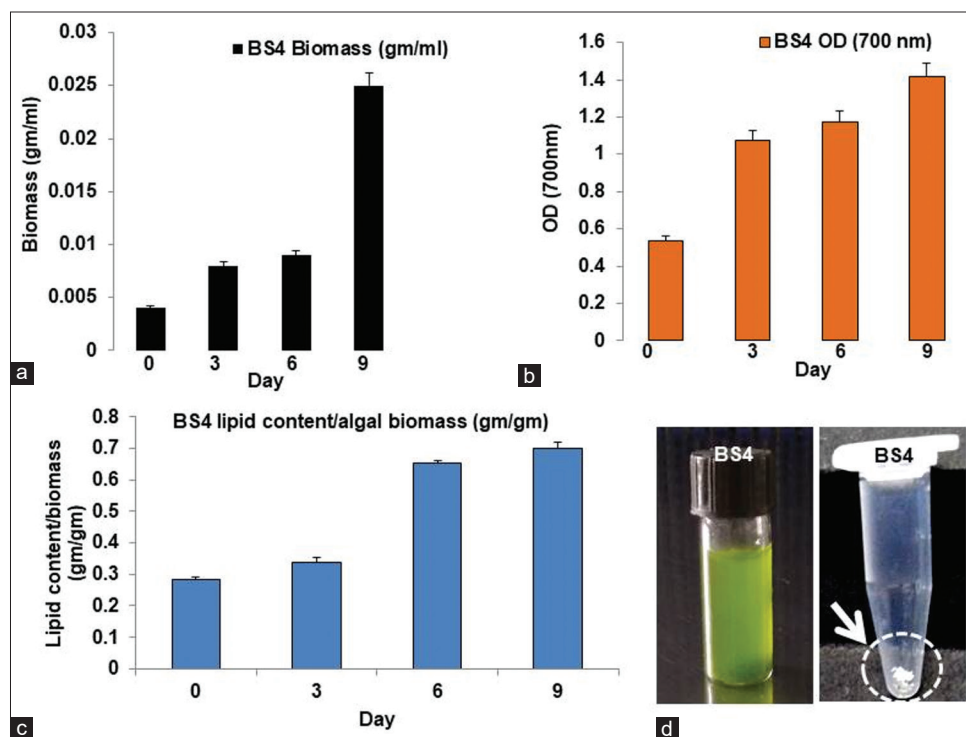 0.03
0.025
0.02
0.015
0.01
0.005
0
Biomass (gm/ml)
BS4 Biomass (gm/ml)
0 3 6 9
Day
a
1.6
1.4
1.2
1
0.8
0.6
0.4
0.2
0
OD (700nm)
BS4 OD (700 nm)
0 3 6 9
Day
b
BS4 lipid content/algal biomass (gm/gm)
0.8
0.7
0.6
0.5
0.4
0.3
0.2
0.1
0
Lipid content/biomass
(gm/gm)
0 3 6 9
Day
c
BS4
BS4
d